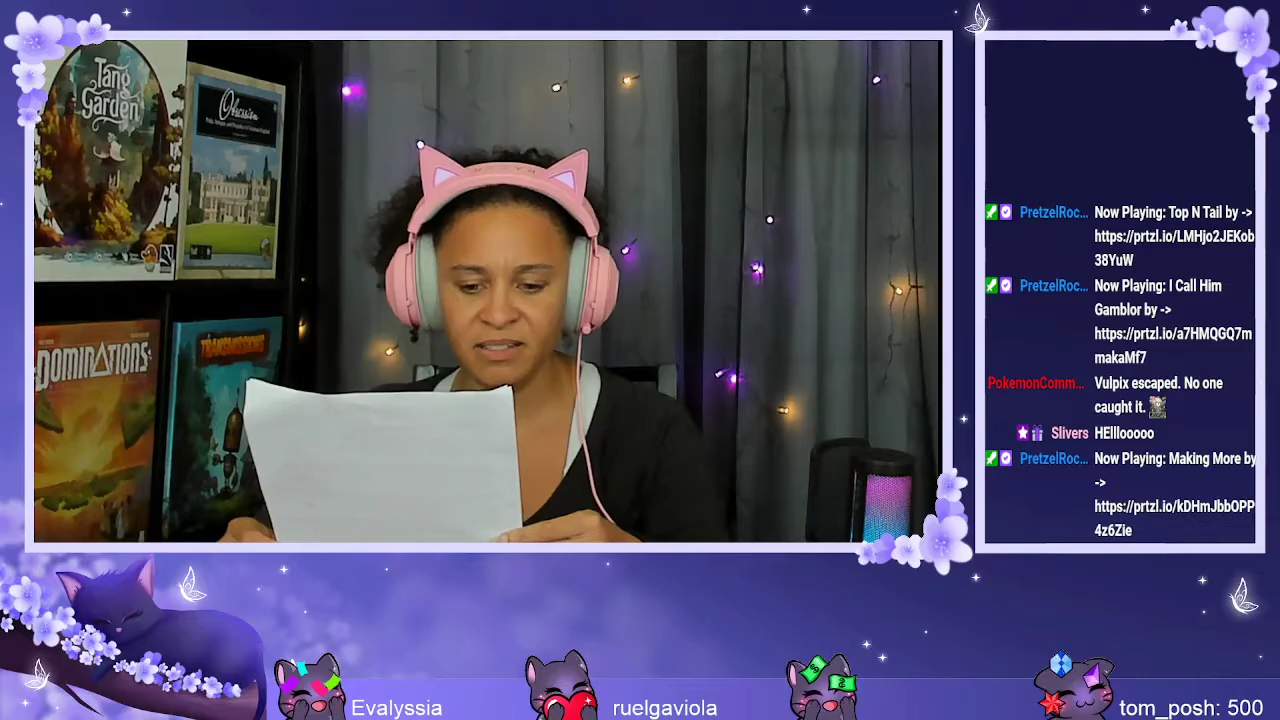 Tang
Garden
Obsession
DOMINATIONS
TRANSMISSIONS
PretzelRoc... Now Playing: Top N Tail by ->
https://prtzl.io/LMHjo2JEKob
38YuW
PretzelRoc... Now Playing: I Call Him
Gamblor by ->
https://prtzl.io/a7HMQGQ7m
makaMf7
PokemonComm... Vulpix escaped. No one
caught it.
Slivers HEllooooo
PretzelRoc... Now Playing: Making More by
->
https://prtzl.io/kDHmJbbOPP
4z6Zie
Evalyssia
ruelgaviola
tom_posh: 500